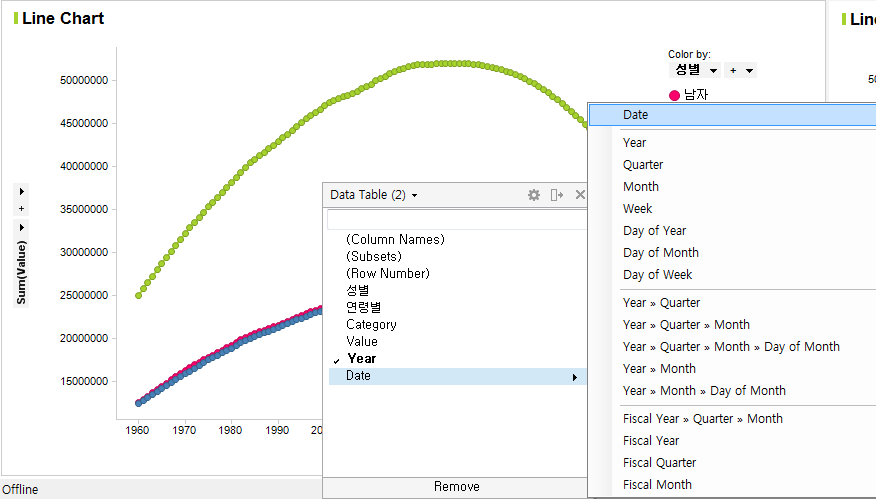 Line Chart
Line
Color by:
성별
+
남자
50000000
50
45000000
40000000
35000000
30000000
25000000
20000000
15000000
+
Sum(Value)
1960
1970
1980
1990
Data Table (2)
(Column Names)
(Subsets)
(Row Number)
성별
연령별
Category
Value
Year
Date
Remove
Date
Year
Quarter
Month
Week
Day of Year
Day of Month
Day of Week
Year » Quarter
Year » Quarter » Month
Year » Quarter » Month » Day of Month
Year » Month
Year » Month » Day of Month
Fiscal Year » Quarter » Month
Fiscal Year
Fiscal Quarter
Fiscal Month
Offline